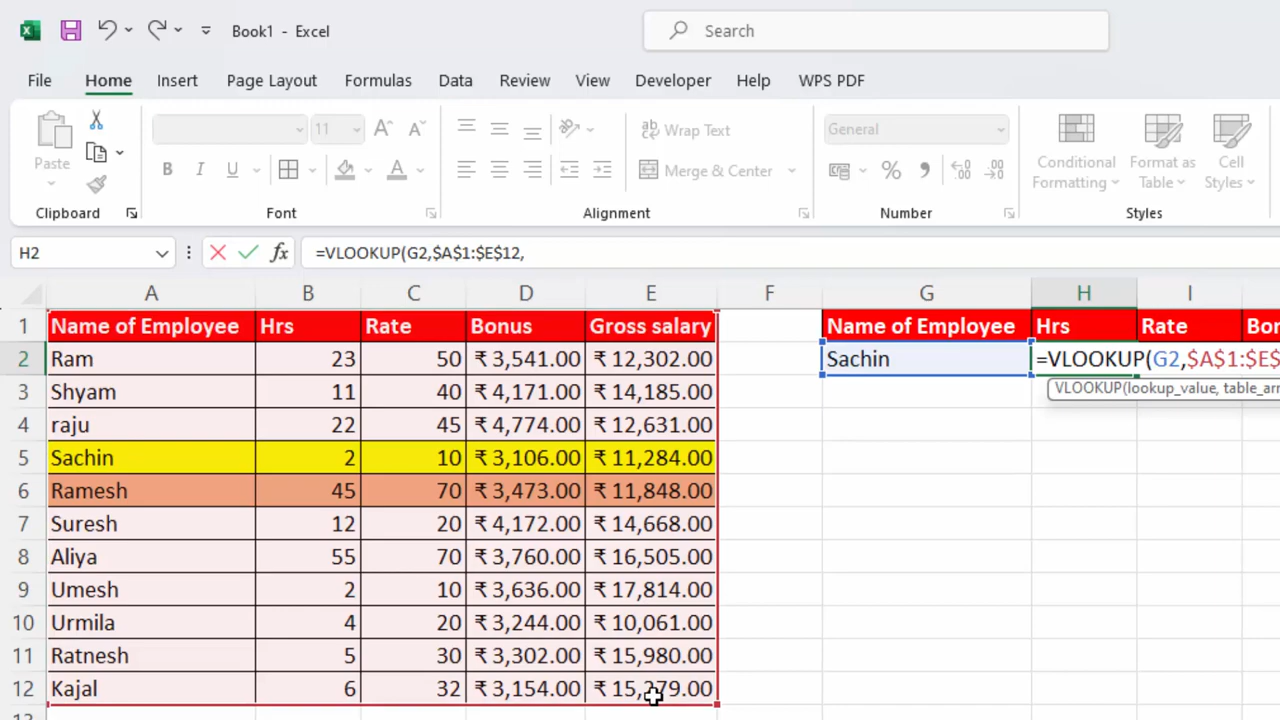 Book1 - Excel
Search
File Home Insert Page Layout Formulas Data Review View Developer Help WPS PDF
Paste
11
B I U
A A
ab Wrap Text
Merge & Center
General
% ,
Conditional Formatting
Format as Table
Cell Styles
Clipboard Font Alignment Number Styles
H2 fx =VLOOKUP(G2,$A$1:$E$12,
A B C D E F G H I
1 Name of Employee Hrs Rate Bonus Gross salary Name of Employee Hrs Rate
2 Ram 23 50 ₹ 3,541.00 ₹ 12,302.00 Sachin =VLOOKUP(G2,$A$1:$E$
VLOOKUP(lookup_value,
3 Shyam 11 40 ₹ 4,171.00 ₹ 14,185.00
4 raju 22 45 ₹ 4,774.00 ₹ 12,631.00
5 Sachin 2 10 ₹ 3,106.00 ₹ 11,284.00
6 Ramesh 45 70 ₹ 3,473.00 ₹ 11,848.00
7 Suresh 12 20 ₹ 4,172.00 ₹ 14,668.00
8 Aliya 55 70 ₹ 3,760.00 ₹ 16,505.00
9 Umesh 2 10 ₹ 3,636.00 ₹ 17,814.00
10 Urmila 4 20 ₹ 3,244.00 ₹ 10,061.00
11 Ratnesh 5 30 ₹ 3,302.00 ₹ 15,980.00
12 Kajal 6 32 ₹ 3,154.00 ₹ 15,279.00